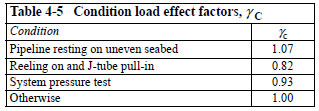 Table 4-5 Condition load effect factors, γ C
Condition γc
Pipeline resting on uneven seabed 1.07
Reeling on and J-tube pull-in 0.82
System pressure test 0.93
Otherwise 1.00